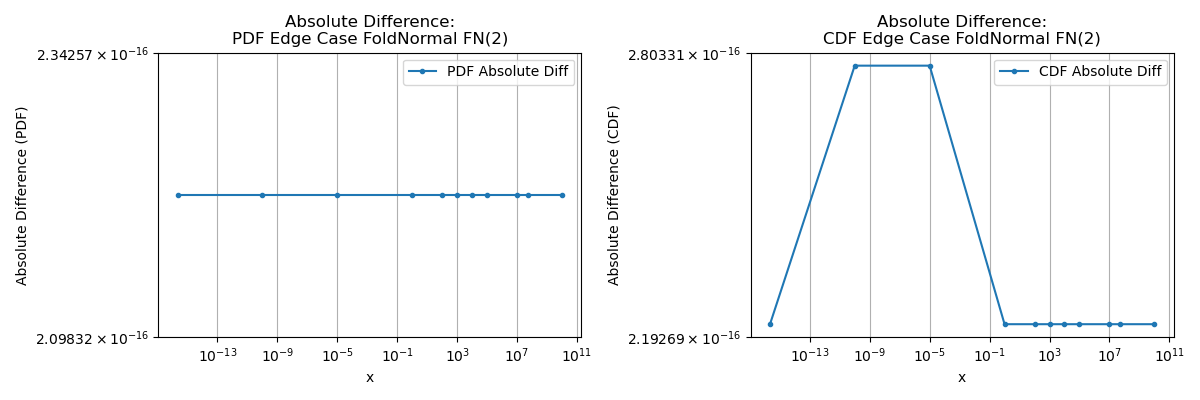 Absolute Difference:
PDF Edge Case FoldNormal FN(2)
2.34257 × 10⁻¹⁶
PDF Absolute Diff
Absolute Difference (PDF)
2.09832 × 10⁻¹⁶
10⁻¹³ 10⁻⁹ 10⁻⁵ 10⁻¹ 10³ 10⁷ 10¹¹
x
Absolute Difference:
CDF Edge Case FoldNormal FN(2)
2.80331 × 10⁻¹⁶
CDF Absolute Diff
Absolute Difference (CDF)
2.19269 × 10⁻¹⁶
10⁻¹³ 10⁻⁹ 10⁻⁵ 10⁻¹ 10³ 10⁷ 10¹¹
x